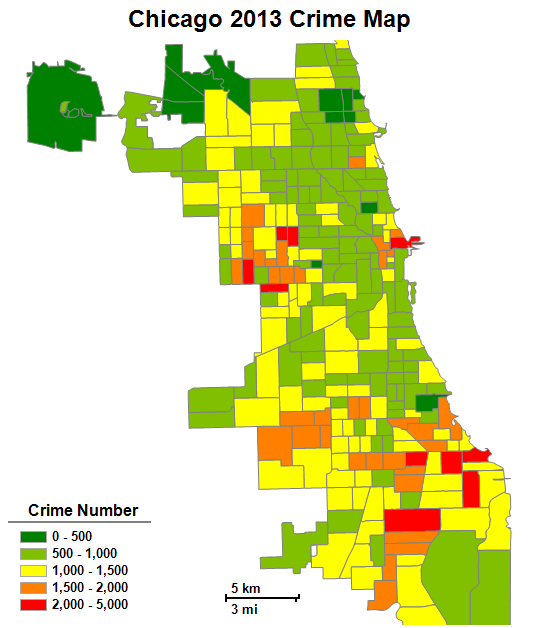 Chicago 2013 Crime Map
Crime Number
0 - 500
500 - 1,000
1,000 - 1,500
1,500 - 2,000
2,000 - 5,000
5 km
3 mi